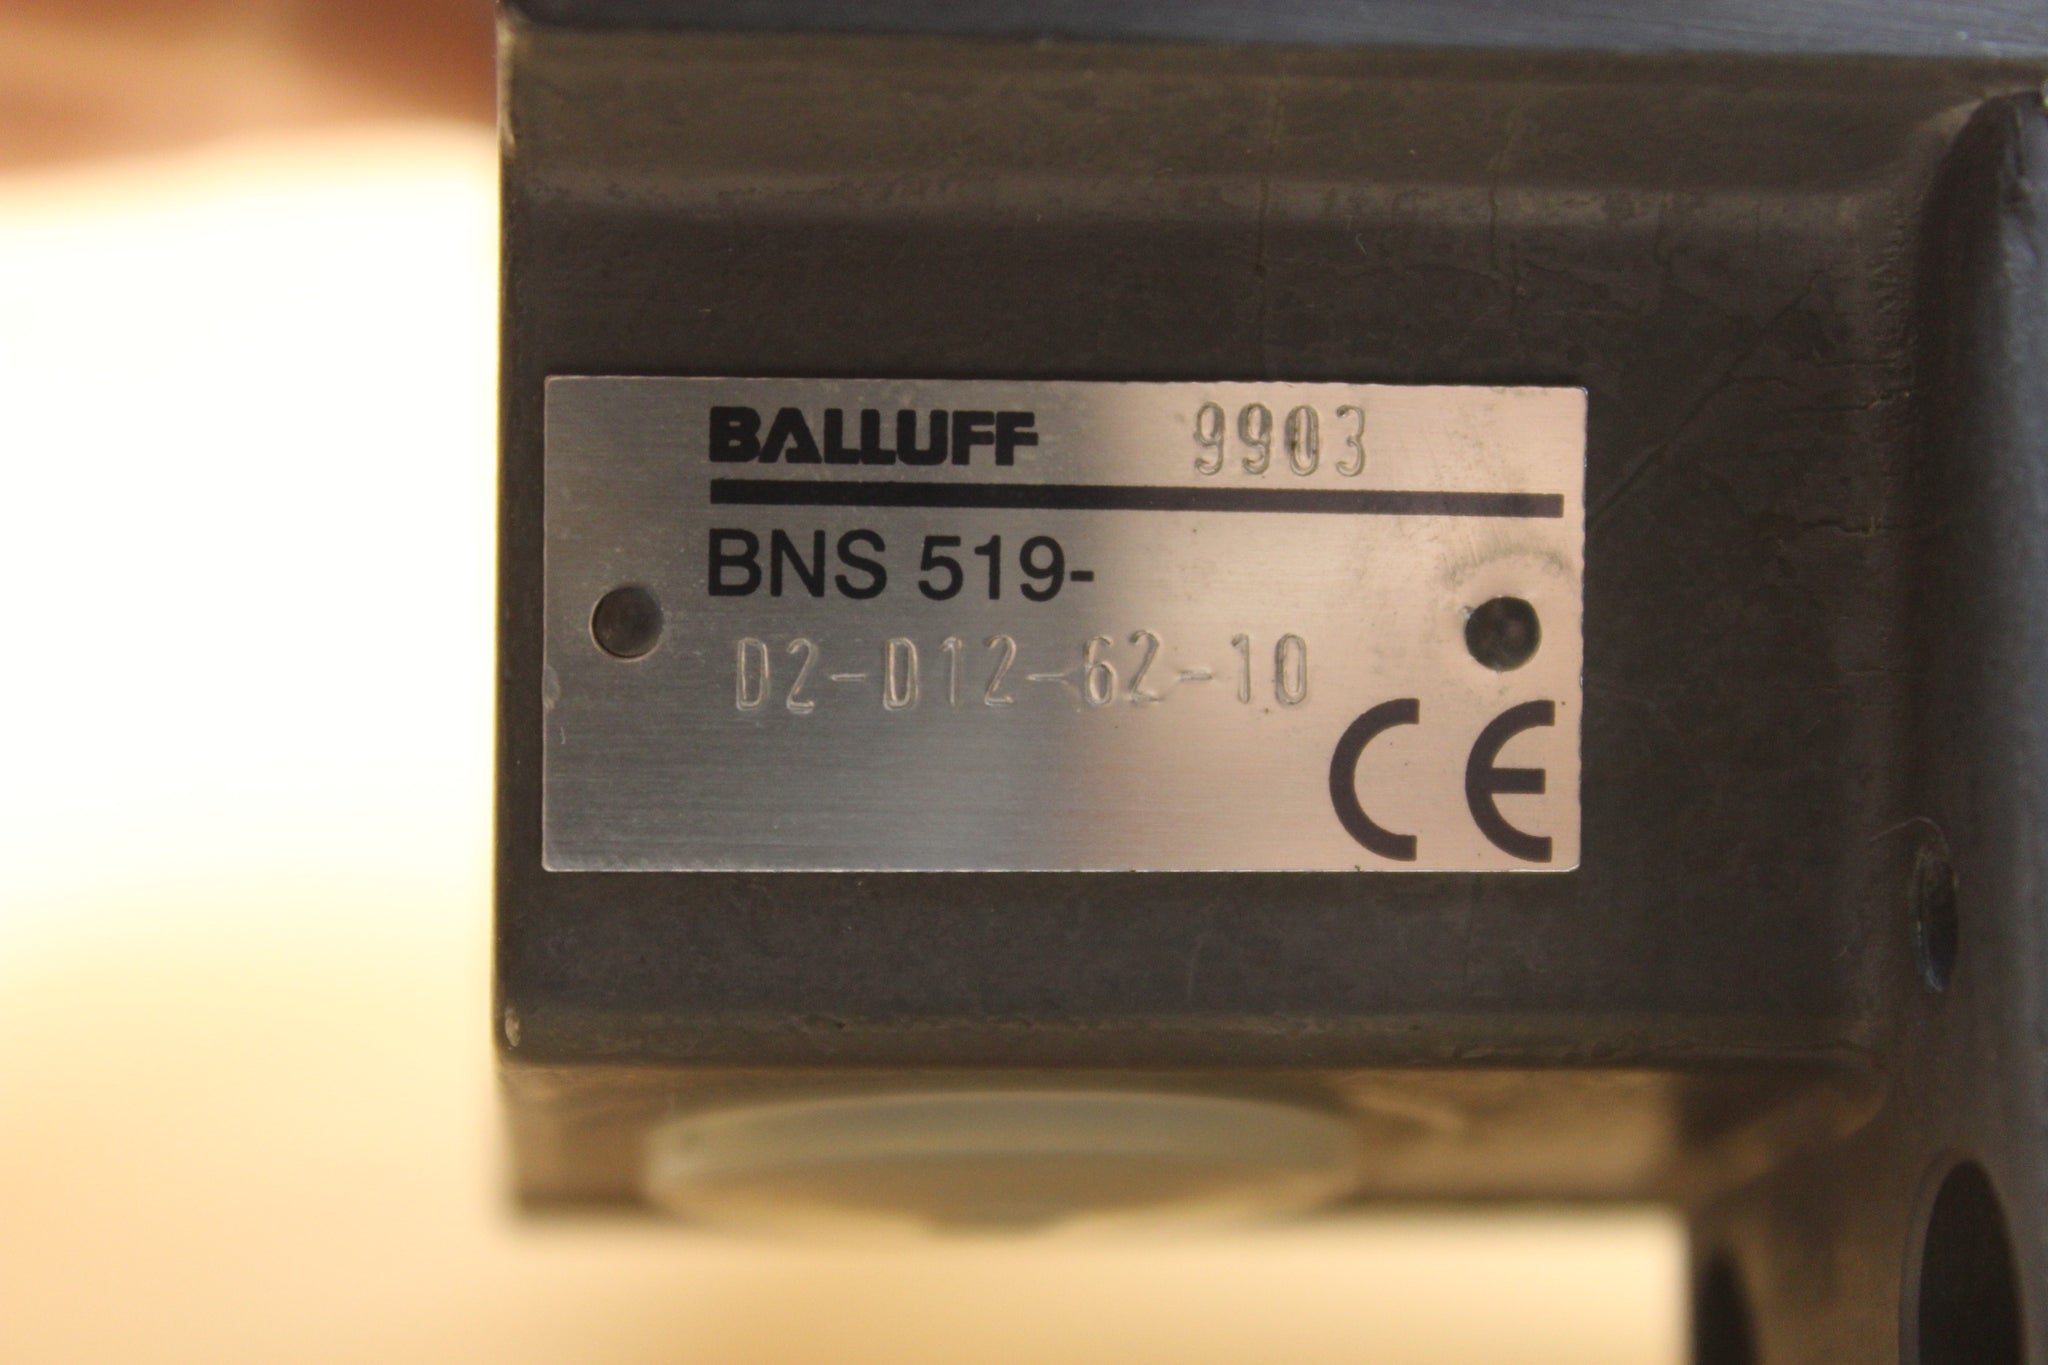 BALLUFF 9903
BNS 519-
D2-D12-62-10
CE